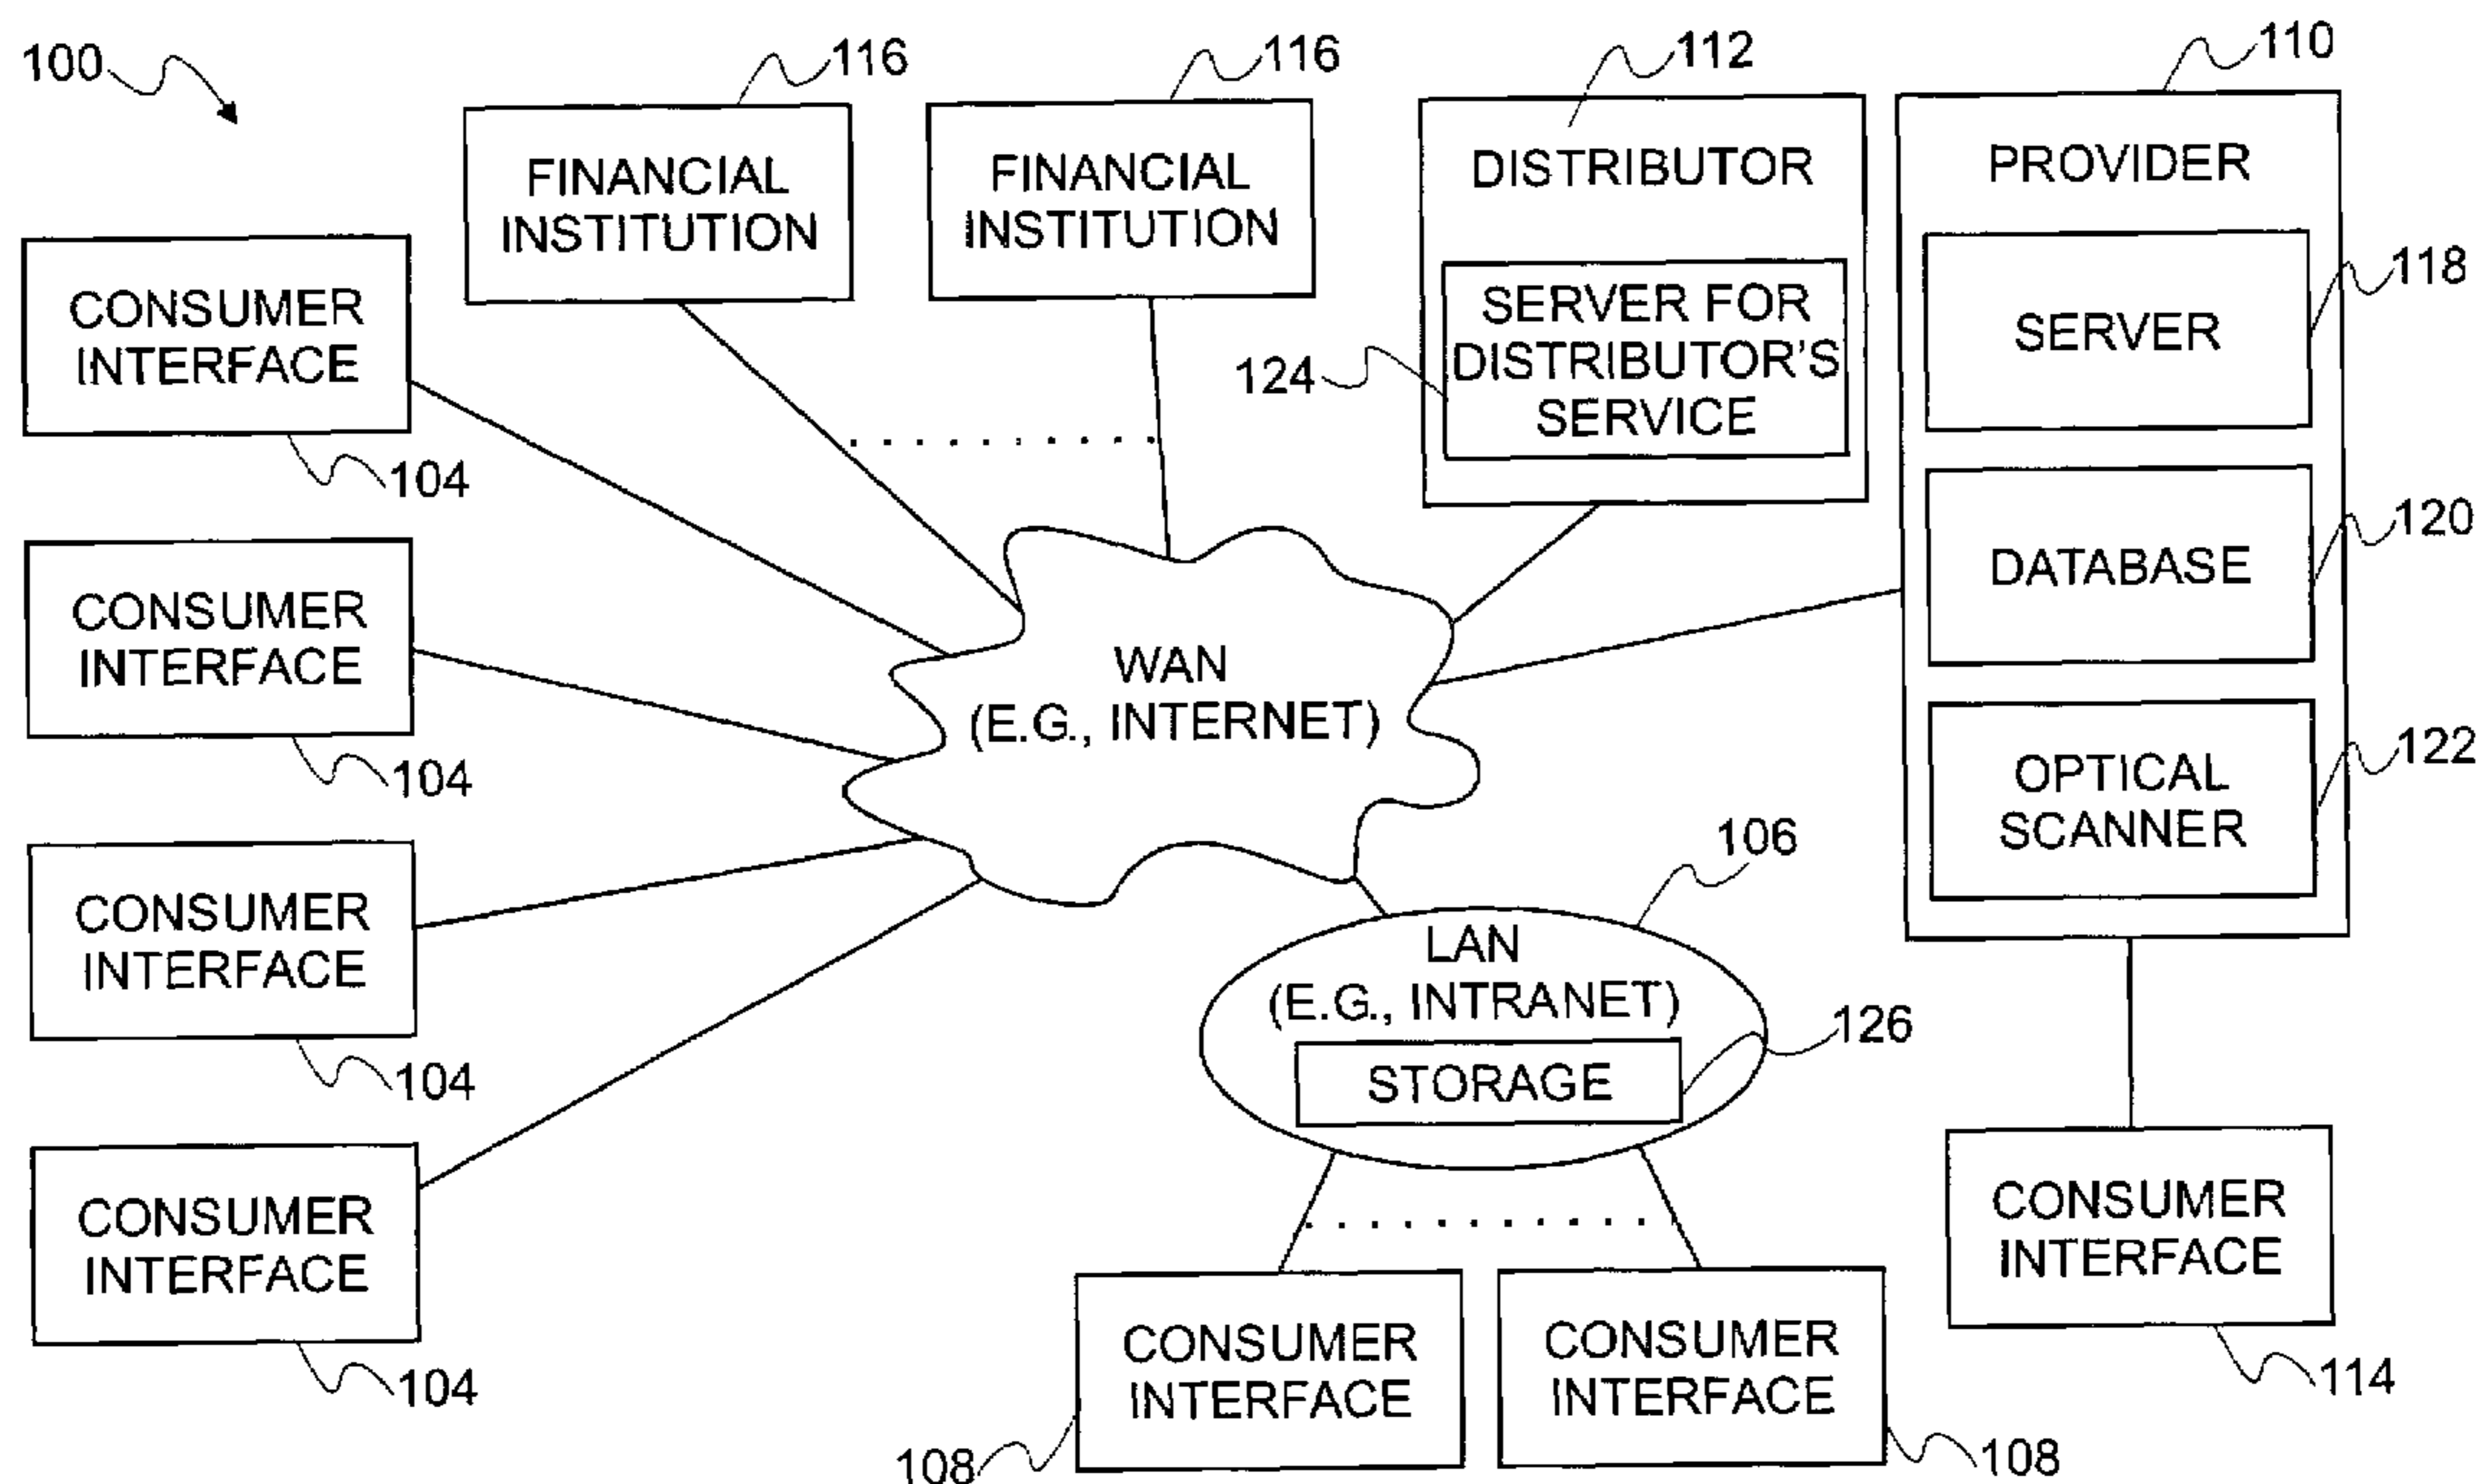 100
116
116
112
110
FINANCIAL
INSTITUTION
FINANCIAL
INSTITUTION
DISTRIBUTOR
PROVIDER
CONSUMER
INTERFACE
104
SERVER FOR
DISTRIBUTOR'S
SERVICE
124
SERVER
118
CONSUMER
INTERFACE
104
DATABASE
120
WAN
(E.G., INTERNET)
OPTICAL
SCANNER
122
CONSUMER
INTERFACE
104
106
LAN
(E.G., INTRANET)
STORAGE
126
CONSUMER
INTERFACE
104
CONSUMER
INTERFACE
114
CONSUMER
INTERFACE
108
CONSUMER
INTERFACE
108